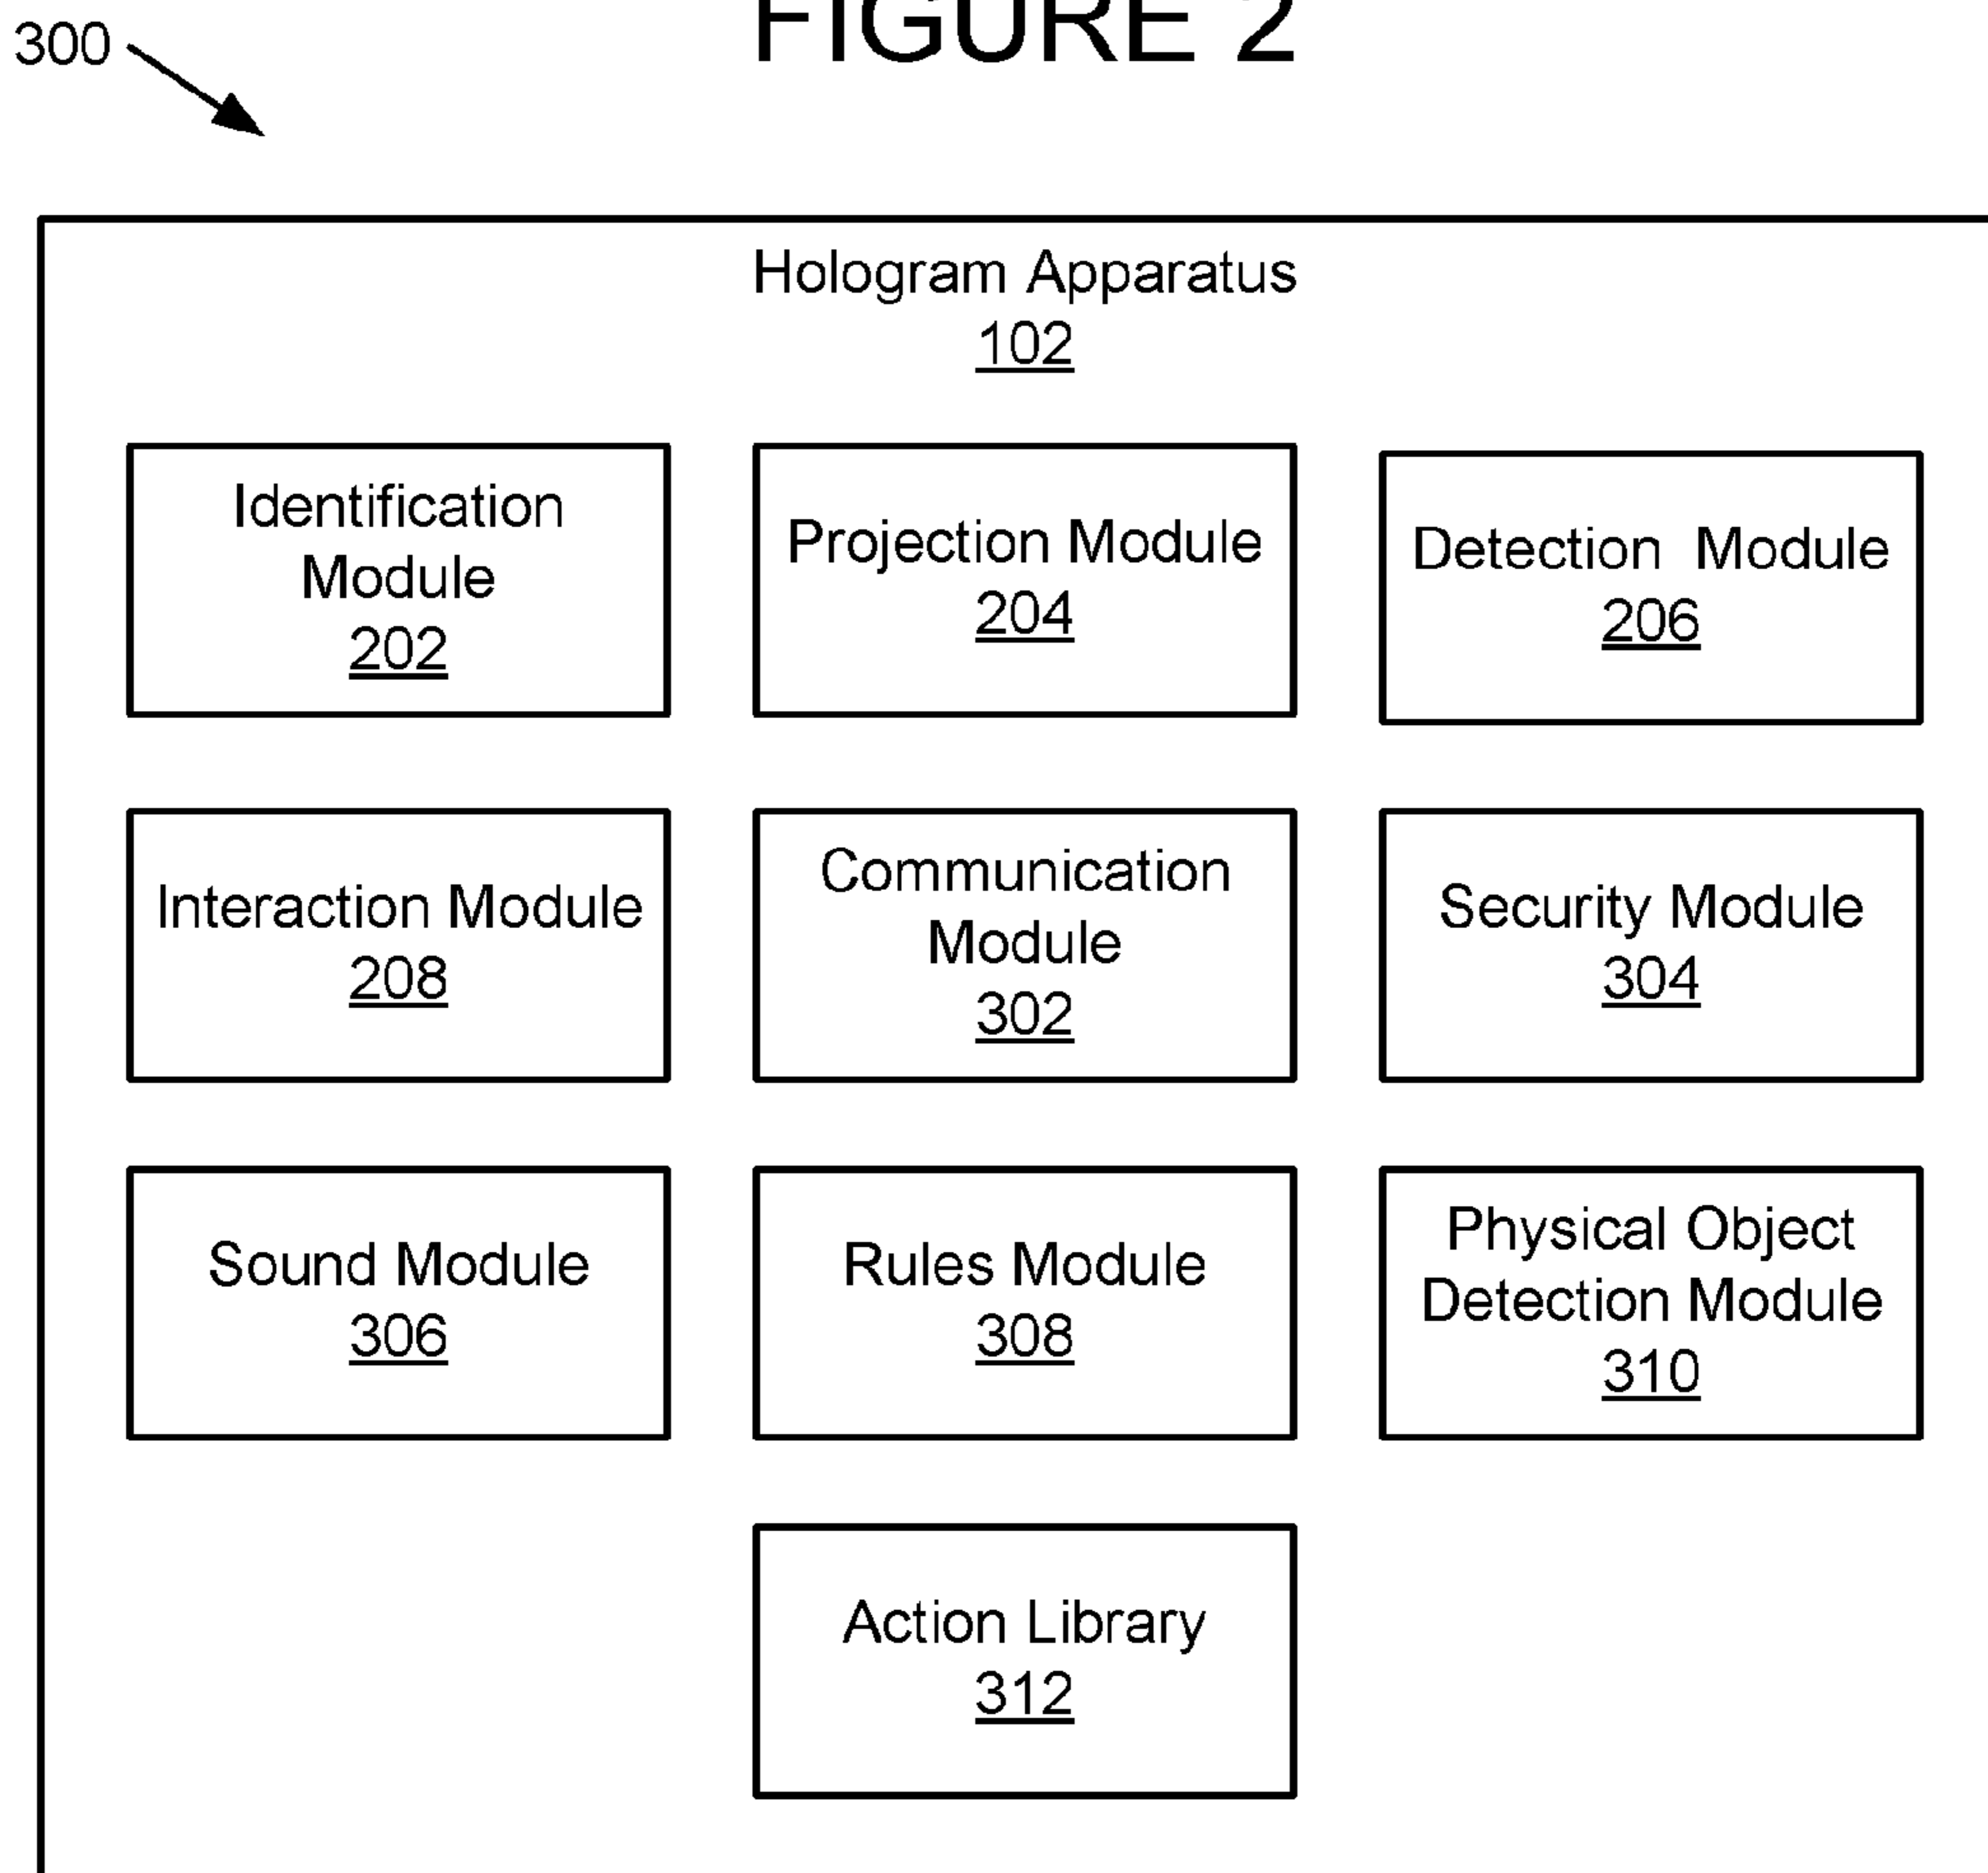 FIGURE 2
300
Hologram Apparatus
102
Identification
Module
202
Projection Module
204
Detection Module
206
Interaction Module
208
Communication
Module
302
Security Module
304
Sound Module
306
Rules Module
308
Physical Object
Detection Module
310
Action Library
312